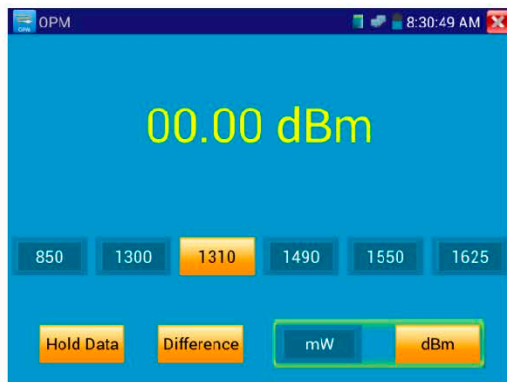 OPM
OPM 8:30:49 AM
00.00 dBm
850 1300 1310 1490 1550 1625
Hold Data Difference mW dBm